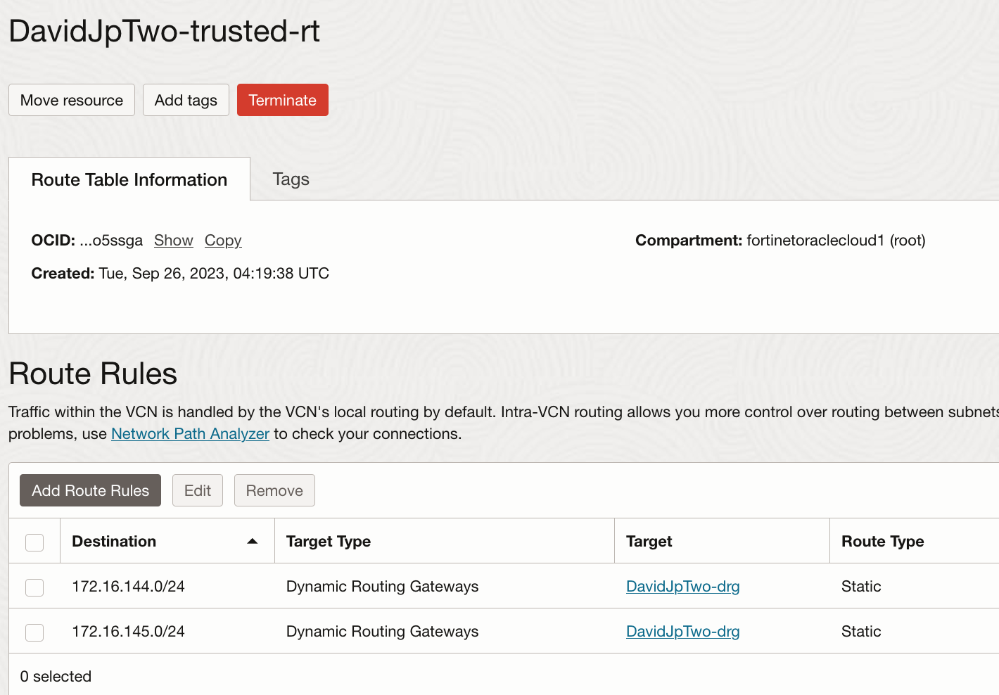 DavidJpTwo-trusted-rt
Move resource Add tags Terminate
Route Table Information Tags
OCID: ...o5ssga Show Copy Compartment: fortinetoraclecloud1 (root)
Created: Tue, Sep 26, 2023, 04:19:38 UTC
Route Rules
Traffic within the VCN is handled by the VCN's local routing by default. Intra-VCN routing allows you more control over routing between subnets
problems, use Network Path Analyzer to check your connections.
Add Route Rules Edit Remove
Destination Target Type Target Route Type
172.16.144.0/24 Dynamic Routing Gateways DavidJpTwo-drg Static
172.16.145.0/24 Dynamic Routing Gateways DavidJpTwo-drg Static
0 selected